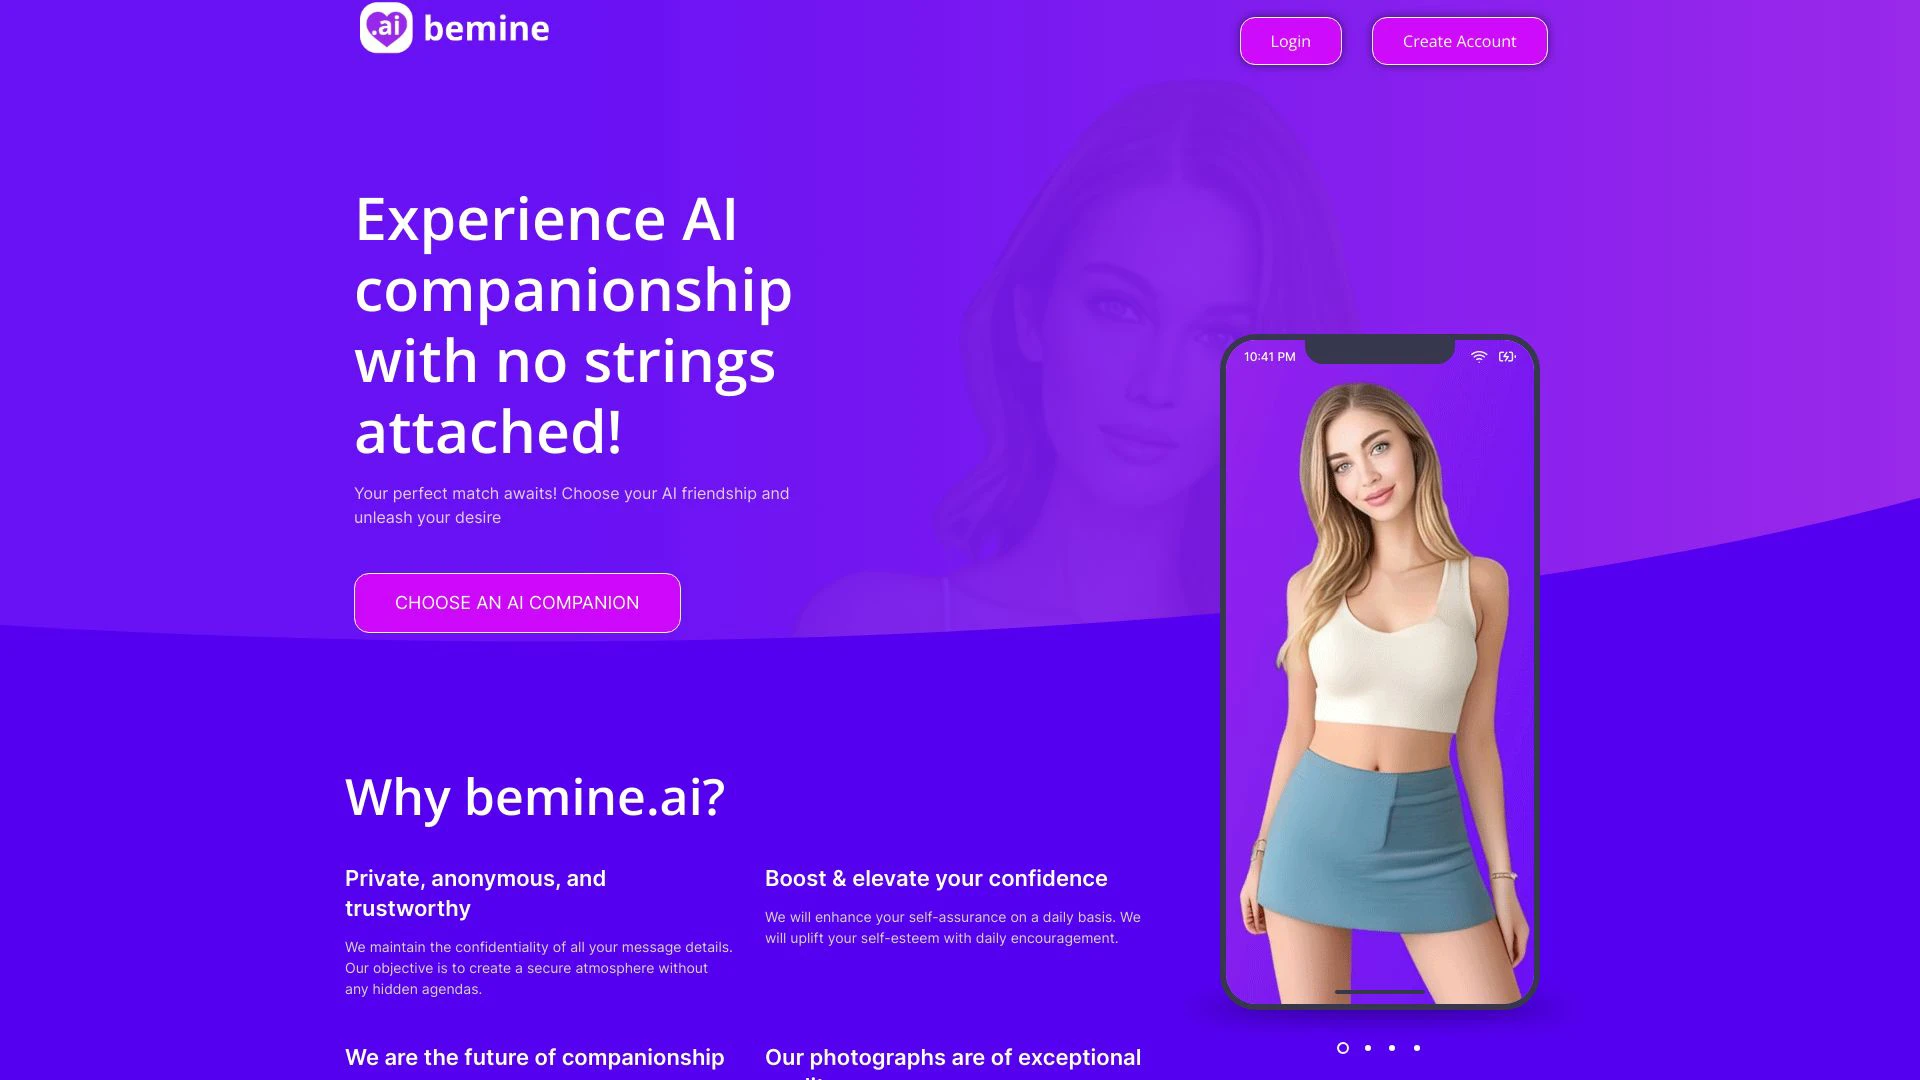 .ai bemine
Login
Create Account
Experience AI
companionship
with no strings
attached!
Your perfect match awaits! Choose your AI friendship and
unleash your desire
CHOOSE AN AI COMPANION
10:41 PM
Why bemine.ai?
Private, anonymous, and
trustworthy
We maintain the confidentiality of all your message details.
Our objective is to create a secure atmosphere without
any hidden agendas.
Boost & elevate your confidence
We will enhance your self-assurance on a daily basis. We
will uplift your self-esteem with daily encouragement.
We are the future of companionship
Our photographs are of exceptional